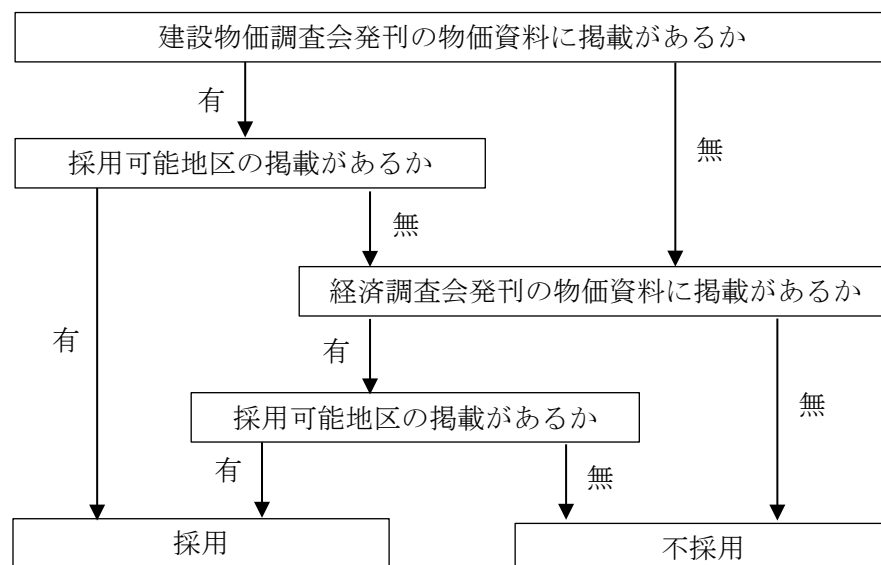 建設物価調査会発刊の物価資料に掲載があるか
有
採用可能地区の掲載があるか
無
無
経済調査会発刊の物価資料に掲載があるか
有
有
採用可能地区の掲載があるか
無
有
無
採用
不採用